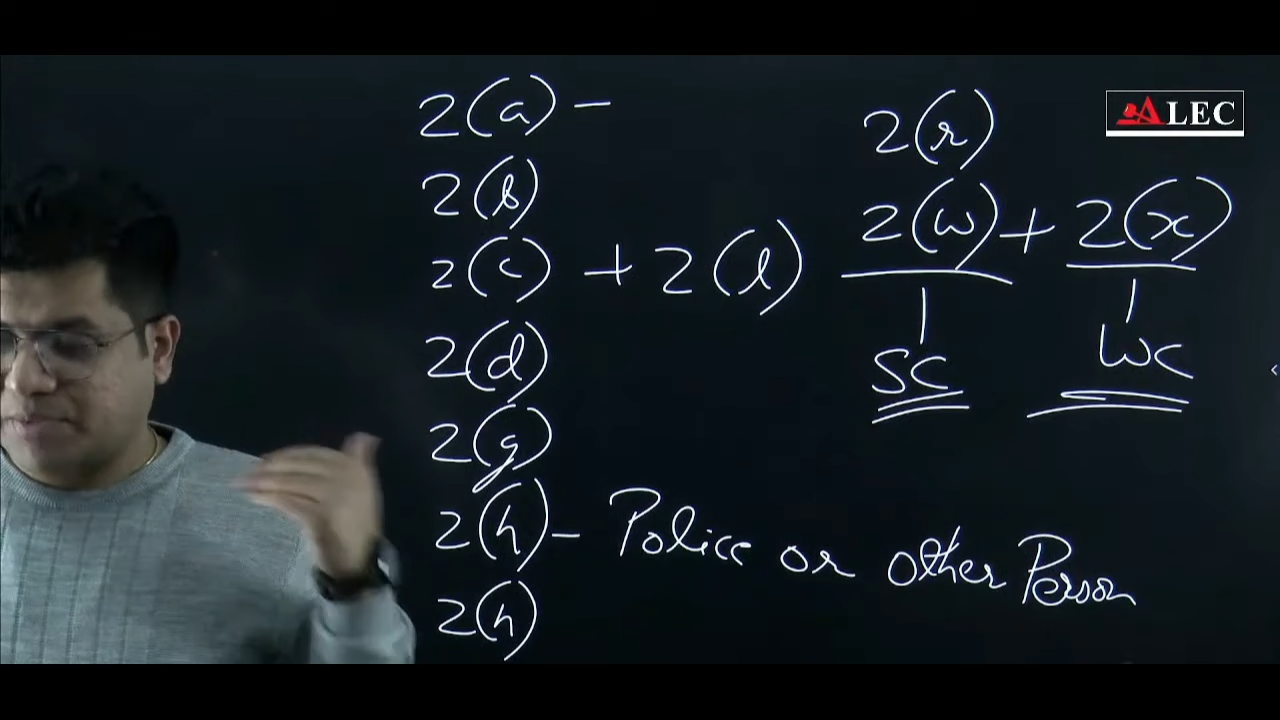 2(a) -
2(b)
2(c) + 2(l)
2(d)
2(g)
2(h) - Police or other Person
2(h)
2(r)
2(w) + 2(x)
SC
WC
ALEC